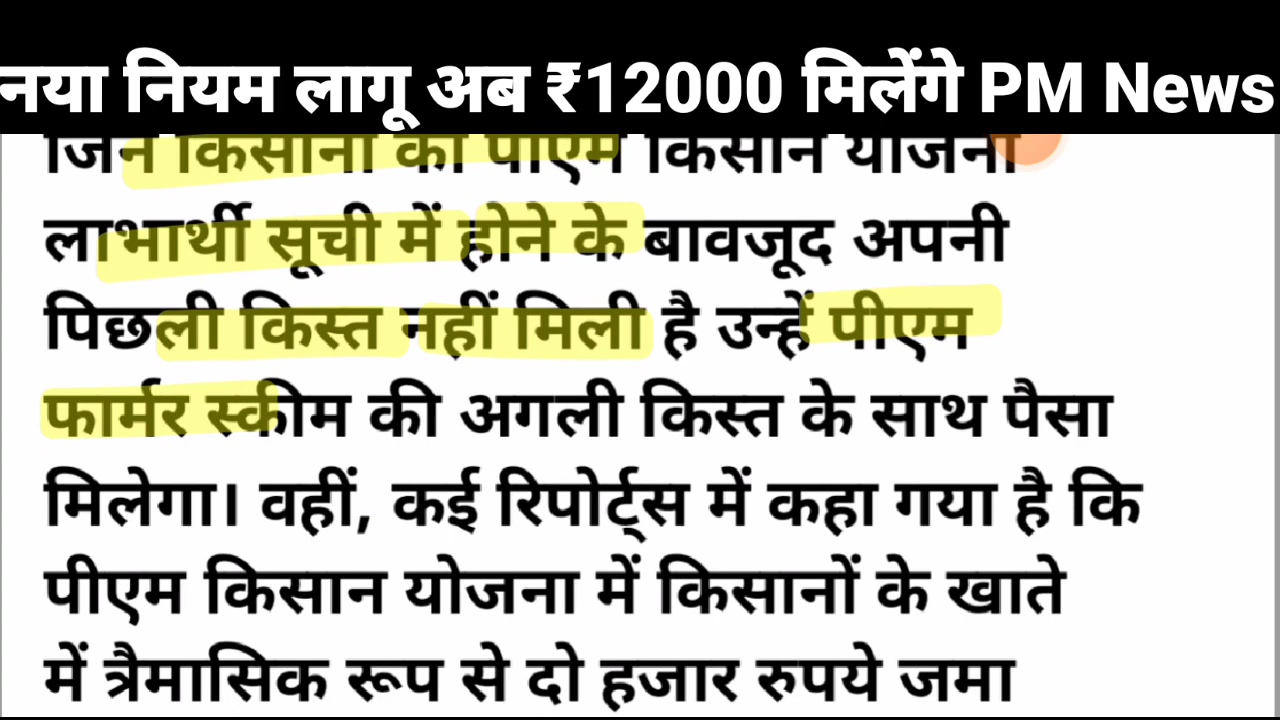 नया नियम लागू अब ₹12000 मिलेंगे PM News
जिन किसानों को पीएम किसान योजना
लाभार्थी सूची में होने के बावजूद अपनी
पिछली किस्त नहीं मिली है उन्हें पीएम
फार्मर स्कीम की अगली किस्त के साथ पैसा
मिलेगा। वहीं, कई रिपोर्ट्स में कहा गया है कि
पीएम किसान योजना में किसानों के खाते
में त्रैमासिक रूप से दो हजार रुपये जमा